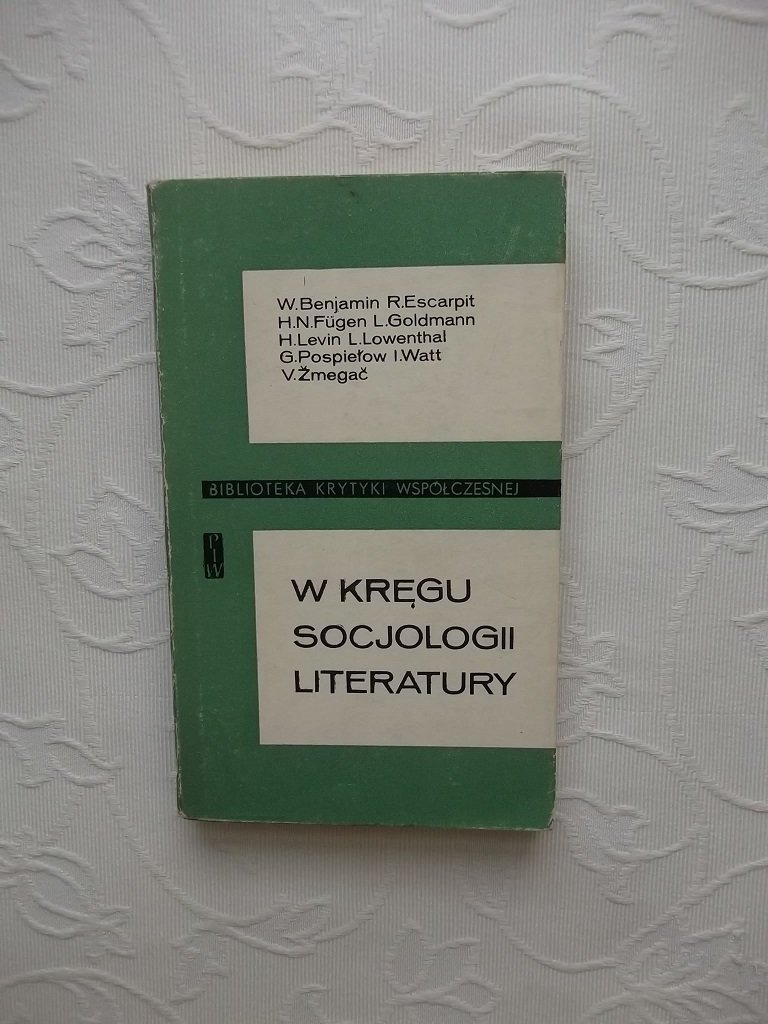 W.Benjamin R.Escarpit
H.N.Fügen L.Goldmann
H.Levin L.Lowenthal
G.Pospiełow I.Watt
V.Žmegač
BIBLIOTEKA KRYTYKI WSPÓŁCZESNEJ
PIW
W KRĘGU
SOCJOLOGII
LITERATURY